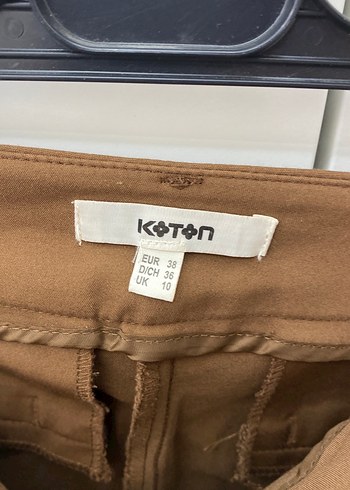 KOTON
EUR 38
D/CH 36
UK 10